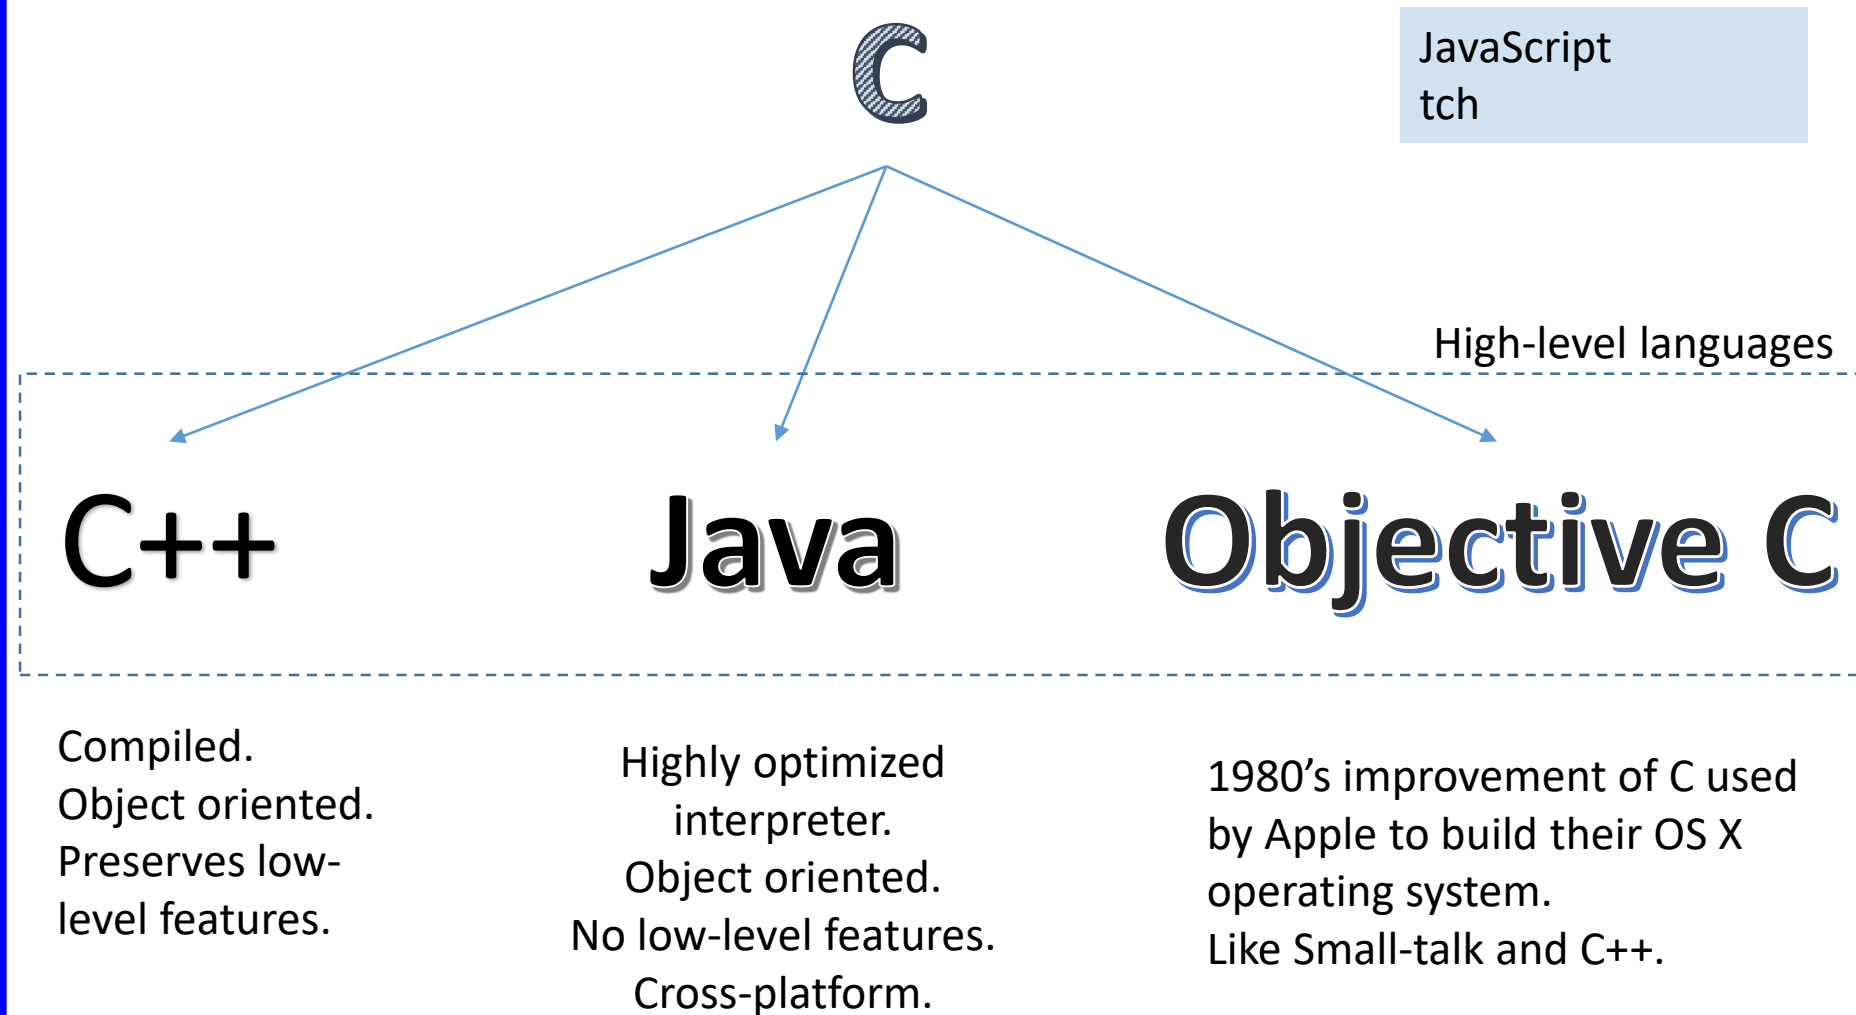 C
JavaScript
tch
High-level languages
C++
Java
Objective C
Compiled.
Object oriented.
Preserves low-
level features.
Highly optimized
interpreter.
Object oriented.
No low-level features.
Cross-platform.
1980’s improvement of C used
by Apple to build their OS X
operating system.
Like Small-talk and C++.